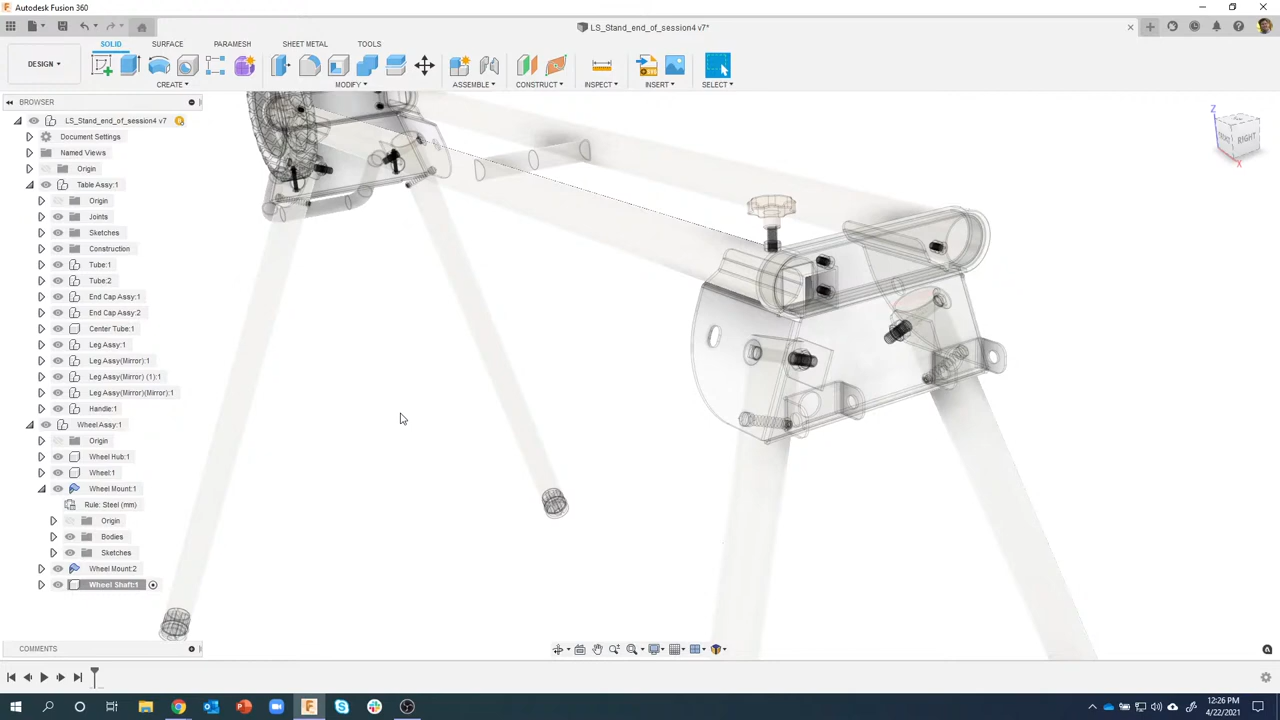 Autodesk Fusion 360
LS_Stand_end_of_session4 v7*
SOLID SURFACE PARAMESH SHEET METAL TOOLS
DESIGN
CREATE MODIFY ASSEMBLE CONSTRUCT INSPECT INSERT SELECT
BROWSER
LS_Stand_end_of_session4 v7
Document Settings
Named Views
Origin
Table Assy:1
Origin
Joints
Sketches
Construction
Tube:1
Tube:2
End Cap Assy:1
End Cap Assy:2
Center Tube:1
Leg Assy:1
Leg Assy(Mirror):1
Leg Assy(Mirror) (1):1
Leg Assy(Mirror)(Mirror):1
Handle:1
Wheel Assy:1
Origin
Wheel Hub:1
Wheel:1
Wheel Mount:1
Rule: Steel (mm)
Origin
Bodies
Sketches
Wheel Mount:2
Wheel Shaft:1
Z
RIGHT
X
COMMENTS
12:26 PM
4/22/2021